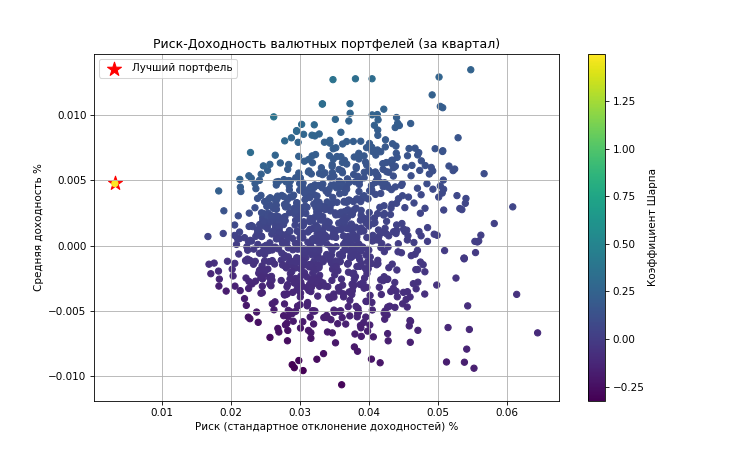 Риск-Доходность валютных портфелей (за квартал)
Лучший портфель
Средняя доходность %
0.010
0.005
0.000
−0.005
−0.010
0.01 0.02 0.03 0.04 0.05 0.06
Риск (стандартное отклонение доходностей) %
1.25
1.00
0.75
0.50
0.25
0.00
−0.25
Коэффициент Шарпа